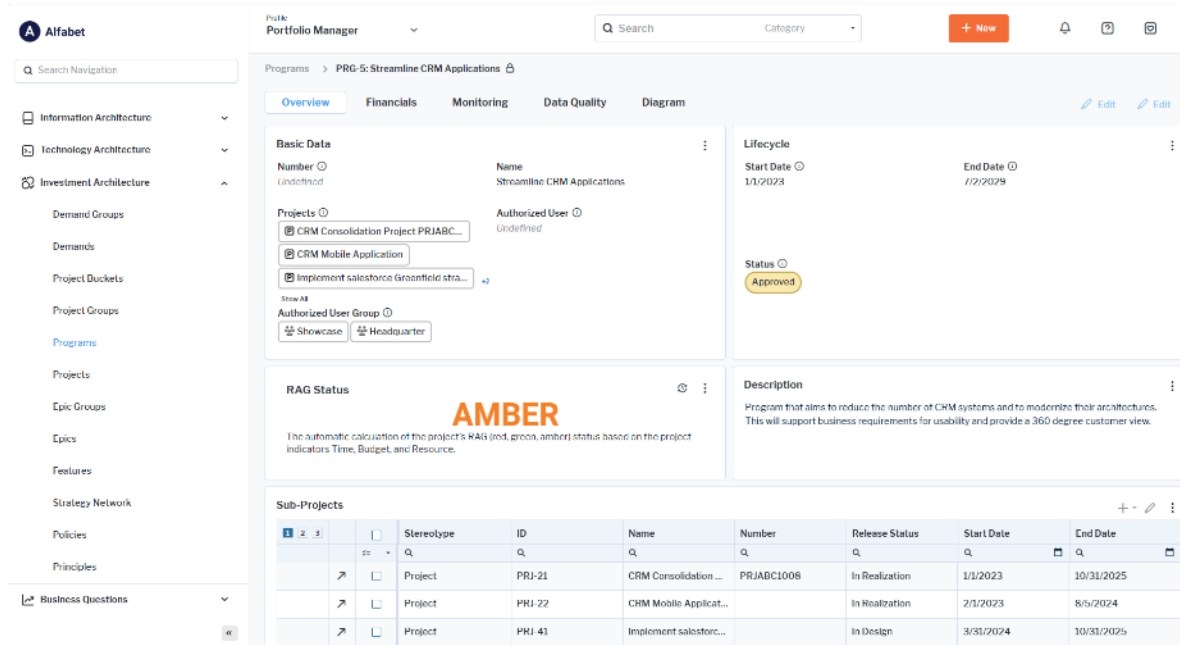 Alfabet
Profile
Portfolio Manager
Search
Category
+ New
Search Navigation
Information Architecture
Technology Architecture
Investment Architecture
Demand Groups
Demands
Project Buckets
Project Groups
Programs
Projects
Epic Groups
Epics
Features
Strategy Network
Policies
Principles
Business Questions
Programs > PRG-5: Streamline CRM Applications
Overview Financials Monitoring Data Quality Diagram
Edit Edit
Basic Data
Number
Undefined
Name
Streamline CRM Applications
Projects
CRM Consolidation Project PRJABC...
CRM Mobile Application
Implement salesforce Greenfield stra...
+2
Show All
Authorized User
Undefined
Authorized User Group
Showcase Headquarter
Lifecycle
Start Date
1/1/2023
End Date
7/2/2029
Status
Approved
RAG Status
AMBER
The automatic calculation of the project's RAG (red, green, amber) status based on the project
indicators Time, Budget, and Resource.
Description
Program that aims to reduce the number of CRM systems and to modernize their architectures.
This will support business requirements for usability and provide a 360 degree customer view.
Sub-Projects
1 2 3 Stereotype ID Name Number Release Status Start Date End Date
Project PRJ-21 CRM Consolidation ... PRJABC1008 In Realization 1/1/2023 10/31/2025
Project PRJ-22 CRM Mobile Applicat... In Realization 2/1/2023 8/5/2024
Project PRJ-41 Implement salesforc... In Design 3/31/2024 10/31/2025